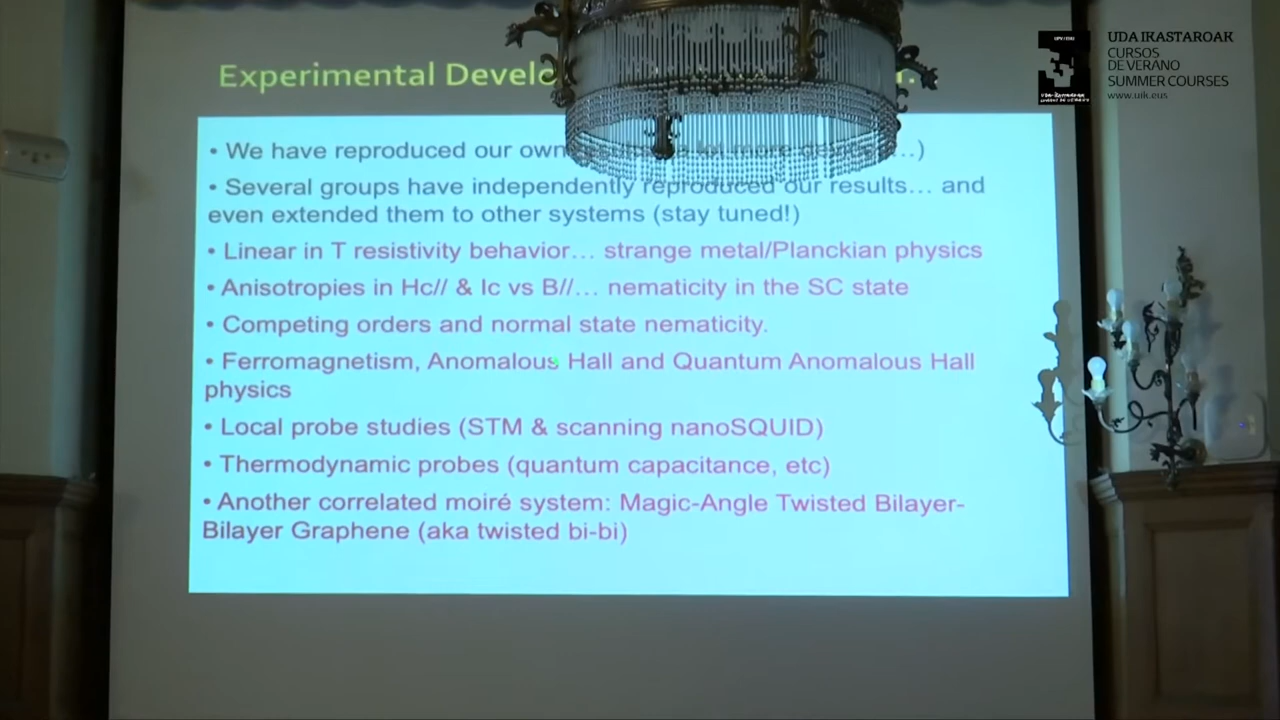 Experimental
• We have reproduced our own …)
• Several groups have independently reproduced our results… and
even extended them to other systems (stay tuned!)
• Linear in T resistivity behavior… strange metal/Planckian physics
• Anisotropies in Hc// & Ic vs B//… nematicity in the SC state
• Competing orders and normal state nematicity.
• Ferromagnetism, Anomalous Hall and Quantum Anomalous Hall
physics
• Local probe studies (STM & scanning nanoSQUID)
• Thermodynamic probes (quantum capacitance, etc)
• Another correlated moiré system: Magic-Angle Twisted Bilayer-
Bilayer Graphene (aka twisted bi-bi)
UDA IKASTAROAK
CURSOS
DE VERANO
SUMMER COURSES
www.uik.eus